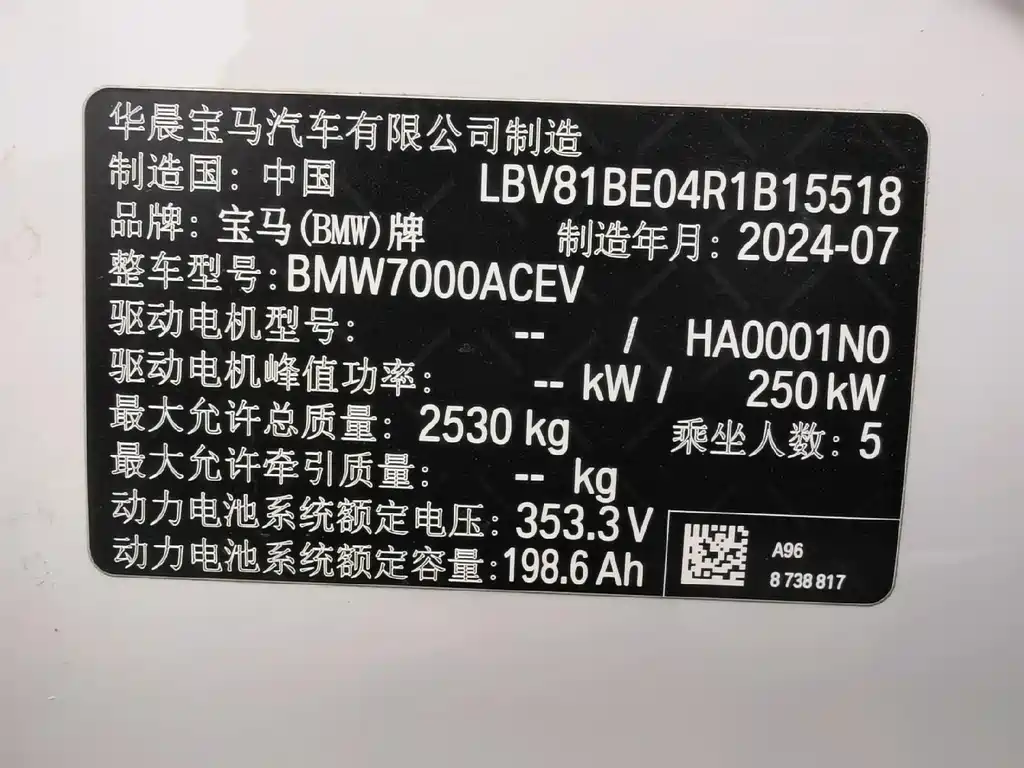 华晨宝马汽车有限公司制造
制造国：中国 LBV81BE04R1B15518
品牌：宝马(BMW)牌 制造年月：2024-07
整车型号：BMW7000ACEV
驱动电机型号： -- / HA0001N0
驱动电机峰值功率： -- kW / 250 kW
最大允许总质量：2530 kg 乘坐人数：5
最大允许牵引质量： -- kg
动力电池系统额定电压：353.3 V
动力电池系统额定容量：198.6 Ah
A96
8 738 817